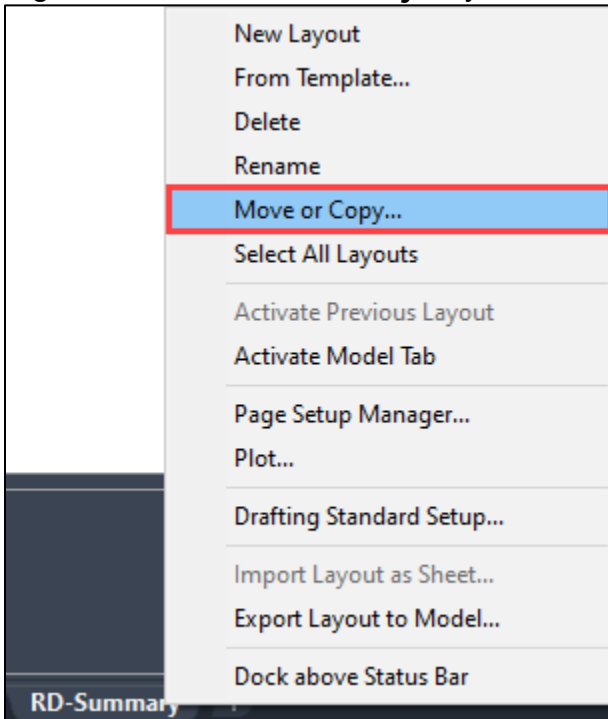 New Layout
From Template...
Delete
Rename
Move or Copy...
Select All Layouts
Activate Previous Layout
Activate Model Tab
Page Setup Manager...
Plot...
Drafting Standard Setup...
Import Layout as Sheet...
Export Layout to Model...
Dock above Status Bar
RD-Summary